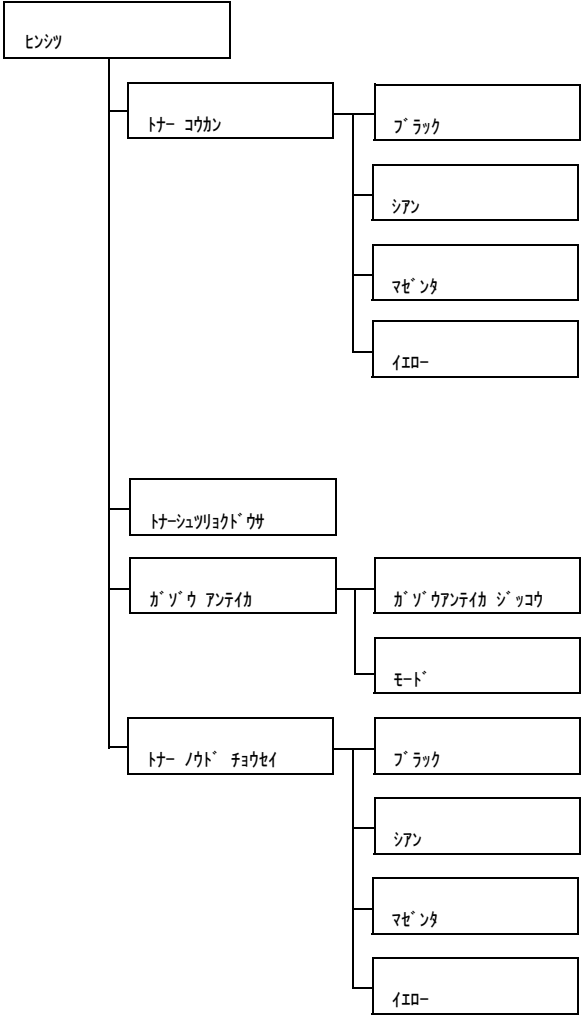 ﾋﾝｼﾂ
ﾄﾅｰ ｺｳｶﾝ
ﾌﾞﾗｯｸ
ｼｱﾝ
ﾏｾﾞﾝﾀ
ｲｴﾛｰ
ﾄﾅｰｼｭﾂﾘｮｸﾄﾞｳｻ
ｶﾞｿﾞｳ ｱﾝﾃｲｶ
ｶﾞｿﾞｳｱﾝﾃｲｶ ｼﾞｯｺｳ
ﾓｰﾄﾞ
ﾄﾅｰ ﾉｳﾄﾞ ﾁｮｳｾｲ
ﾌﾞﾗｯｸ
ｼｱﾝ
ﾏｾﾞﾝﾀ
ｲｴﾛｰ